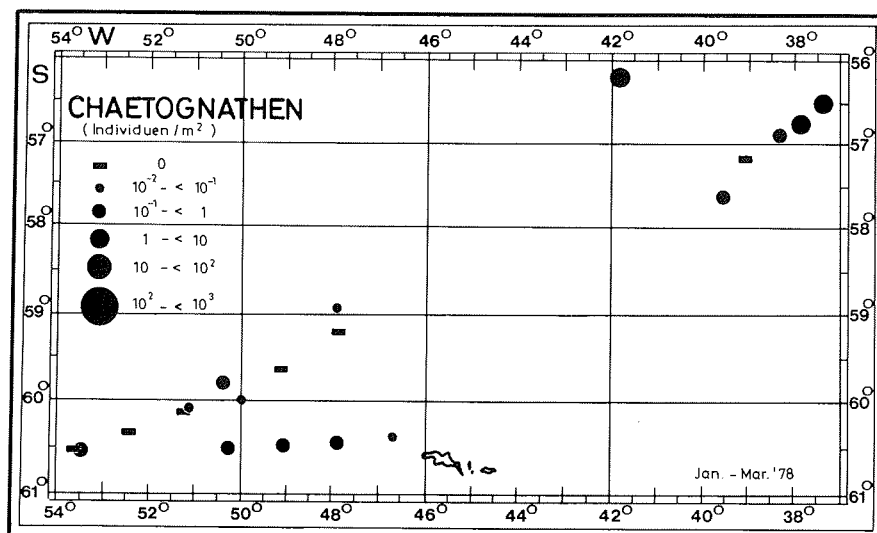 54° W 52° 50° 48° 46° 44° 42° 40° 38°
S
56°
CHAETOGNATHEN
(Individuen/m²)
57° 57°
0
10⁻² - < 10⁻¹
10⁻¹ - < 1
58° 58°
1 - < 10
10 - < 10²
10² - < 10³
59° 59°
60° 60°
Jan. - Mar. '78
61° 61°
54° 52° 50° 48° 46° 44° 42° 40° 38°